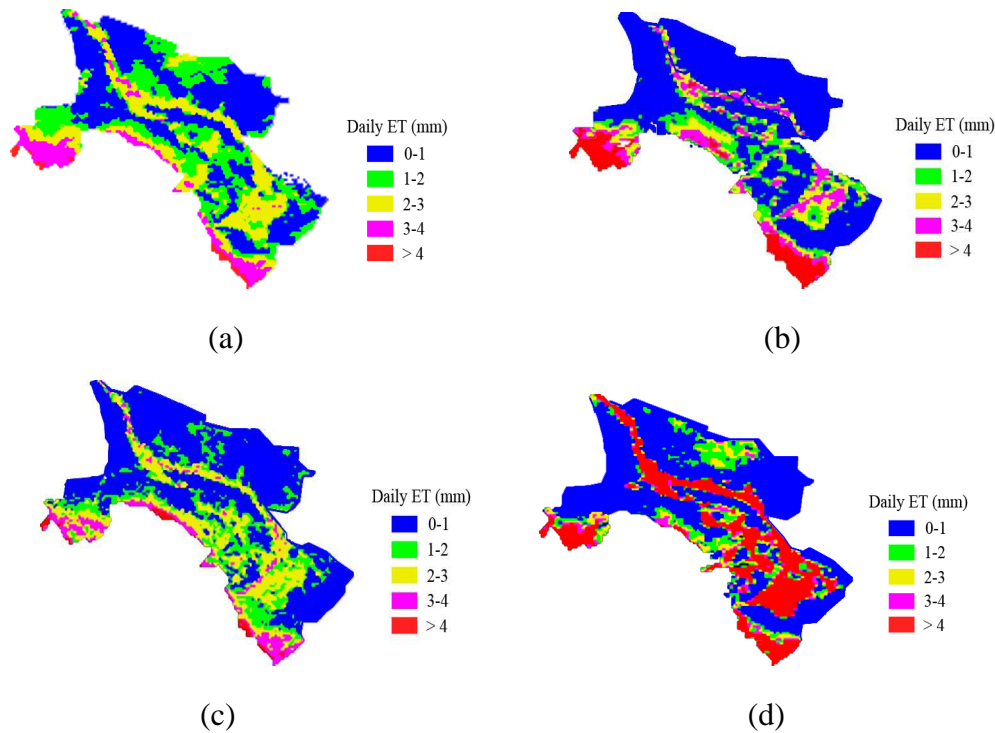 Daily ET (mm)
0-1
1-2
2-3
3-4
> 4
(a)
Daily ET (mm)
0-1
1-2
2-3
3-4
> 4
(b)
Daily ET (mm)
0-1
1-2
2-3
3-4
> 4
(c)
Daily ET (mm)
0-1
1-2
2-3
3-4
> 4
(d)